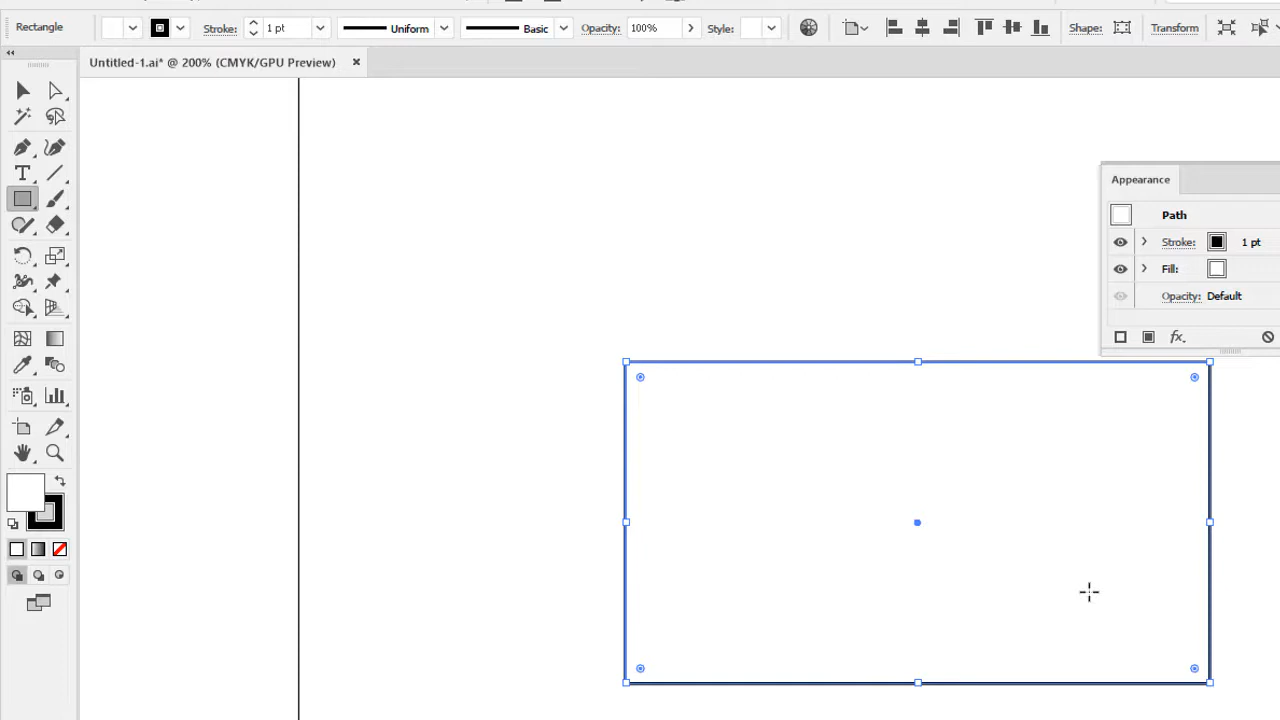 Rectangle Stroke: 1 pt Uniform Basic Opacity: 100% Style: Shape: Transform
Untitled-1.ai* @ 200% (CMYK/GPU Preview) ×
Appearance
Path
Stroke: 1 pt
Fill:
Opacity: Default
fx.